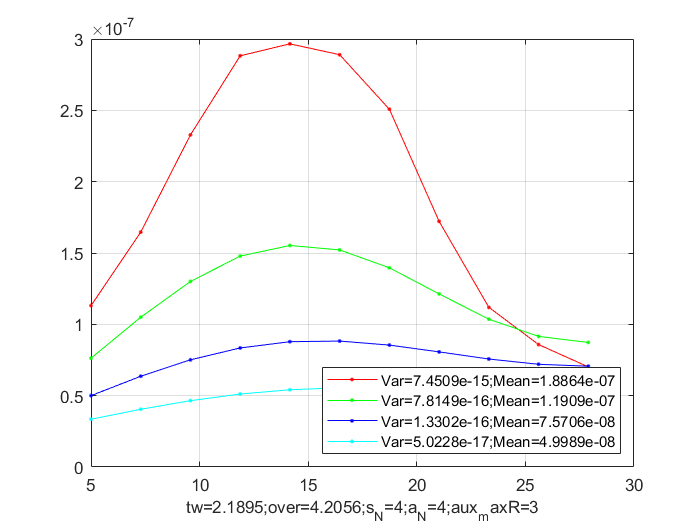 ×10⁻⁷
3
2.5
2
1.5
1
0.5
0
5 10 15 20 25 30
Var=7.4509e-15;Mean=1.8864e-07
Var=7.8149e-16;Mean=1.1909e-07
Var=1.3302e-16;Mean=7.5706e-08
Var=5.0228e-17;Mean=4.9989e-08
tw=2.1895;over=4.2056;s_N=4;a_N=4;aux_maxR=3